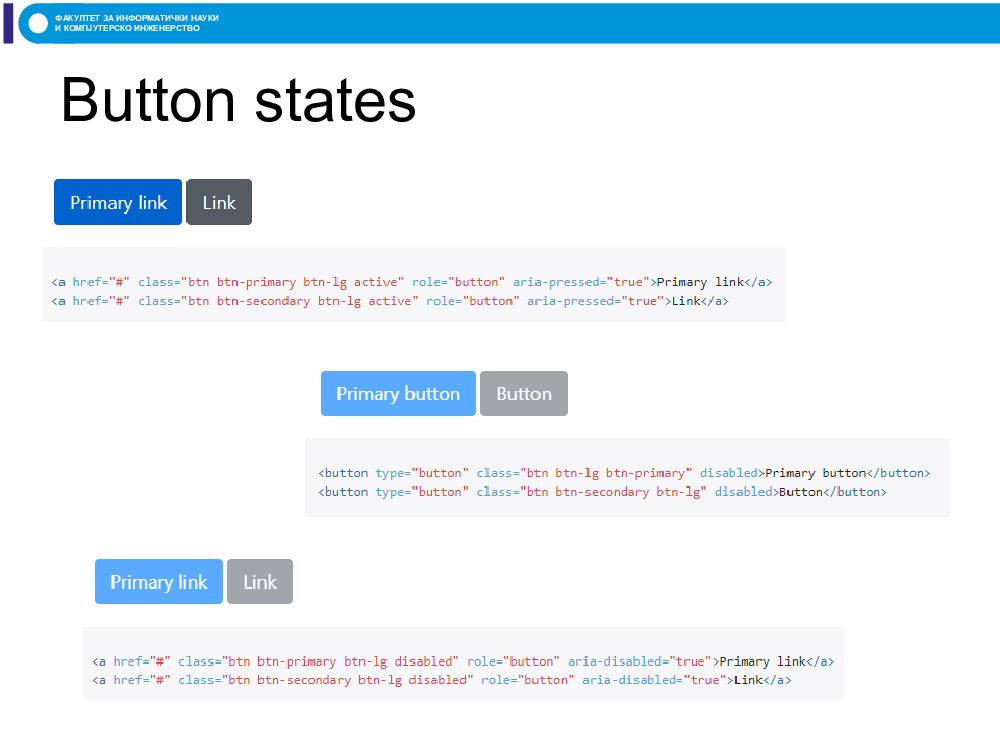 ФАКУЛТЕТ ЗА ИНФОРМАТИЧКИ НАУКИ
И КОМПЈУТЕРСКО ИНЖЕНЕРСТВО
Button states
Primary link Link
<a href="#" class="btn btn-primary btn-lg active" role="button" aria-pressed="true">Primary link</a>
<a href="#" class="btn btn-secondary btn-lg active" role="button" aria-pressed="true">Link</a>
Primary button Button
<button type="button" class="btn btn-lg btn-primary" disabled>Primary button</button>
<button type="button" class="btn btn-secondary btn-lg" disabled>Button</button>
Primary link Link
<a href="#" class="btn btn-primary btn-lg disabled" role="button" aria-disabled="true">Primary link</a>
<a href="#" class="btn btn-secondary btn-lg disabled" role="button" aria-disabled="true">Link</a>